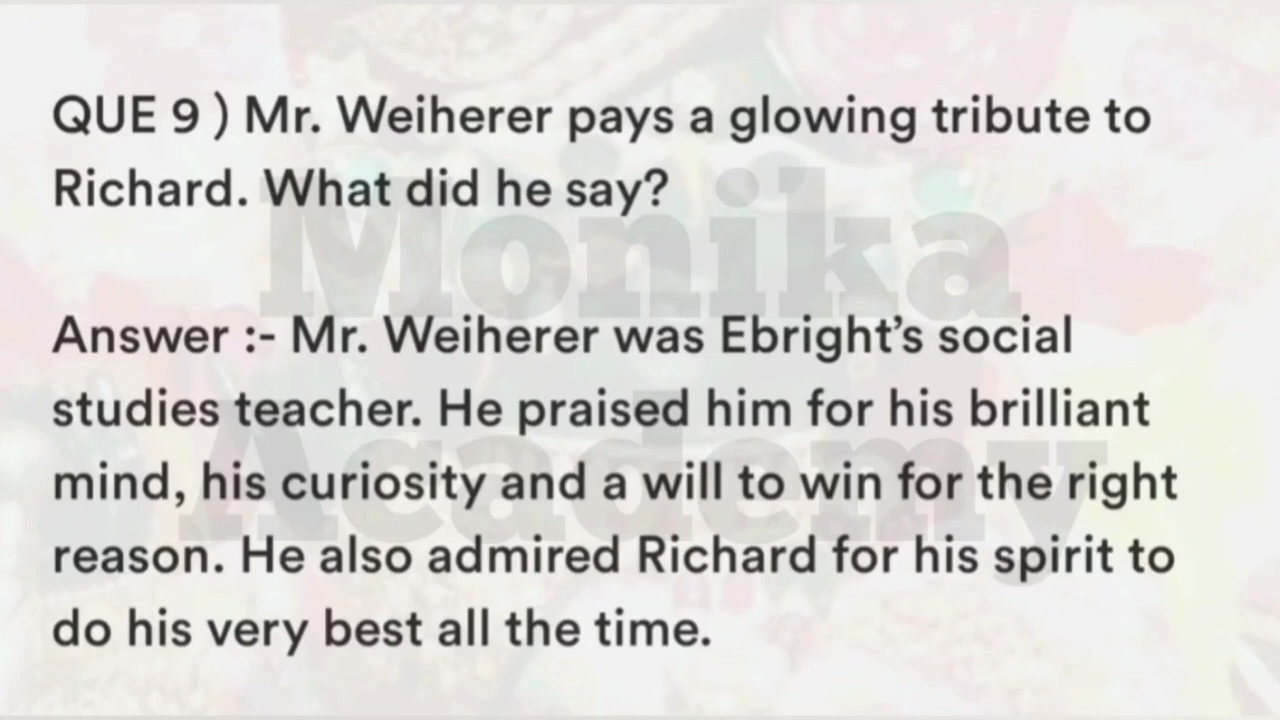 QUE 9 ) Mr. Weiherer pays a glowing tribute to
Richard. What did he say?
Monika
Answer :- Mr. Weiherer was Ebright’s social
studies teacher. He praised him for his brilliant
Academy
mind, his curiosity and a will to win for the right
reason. He also admired Richard for his spirit to
do his very best all the time.